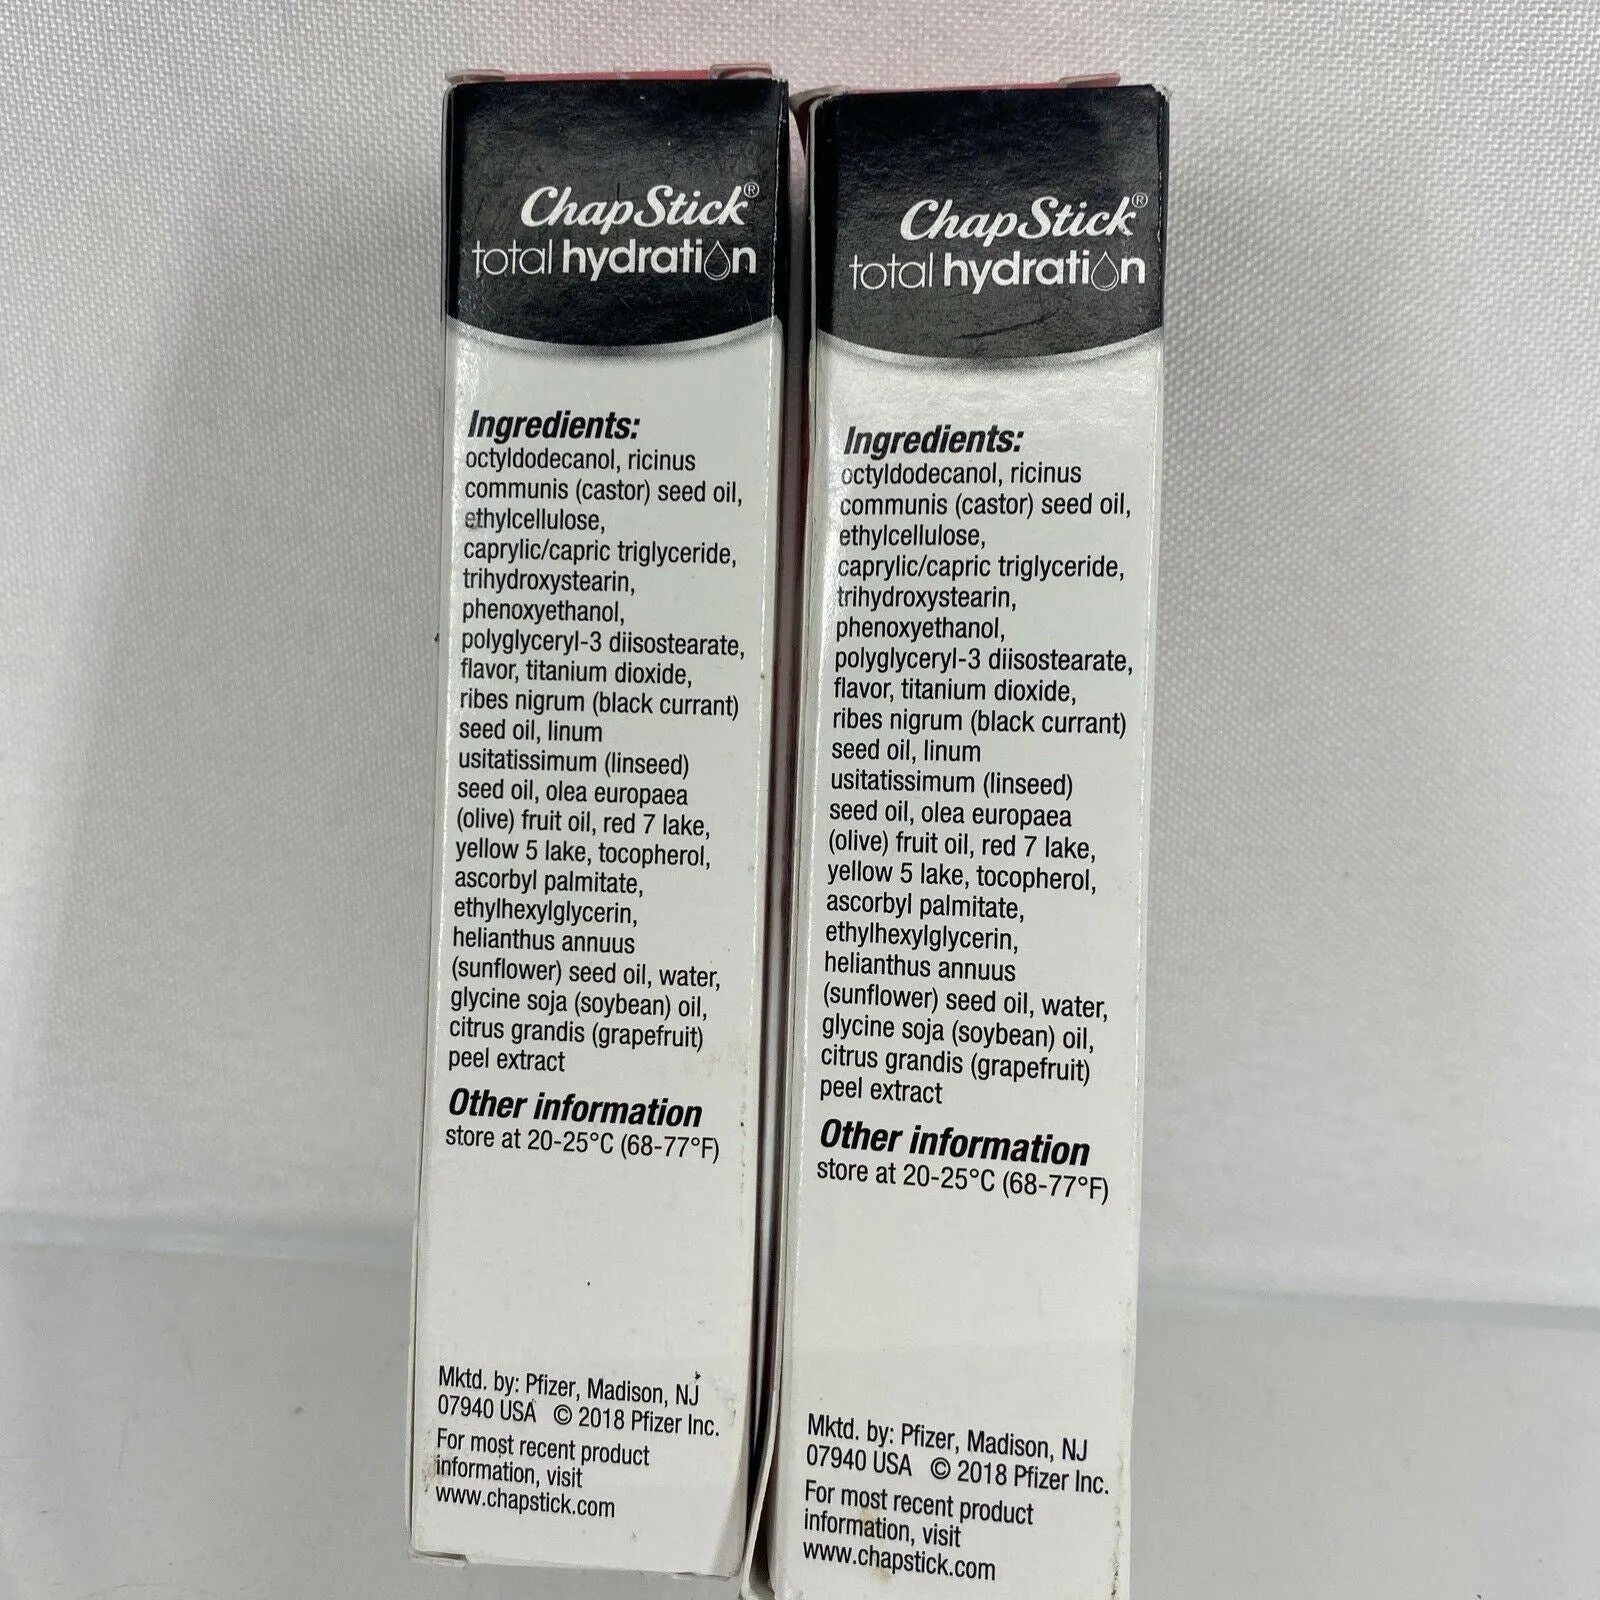 ChapStick®
total hydration
Ingredients:
octyldodecanol, ricinus
communis (castor) seed oil,
ethylcellulose,
caprylic/capric triglyceride,
trihydroxystearin,
phenoxyethanol,
polyglyceryl-3 diisostearate,
flavor, titanium dioxide,
ribes nigrum (black currant)
seed oil, linum
usitatissimum (linseed)
seed oil, olea europaea
(olive) fruit oil, red 7 lake,
yellow 5 lake, tocopherol,
ascorbyl palmitate,
ethylhexylglycerin,
helianthus annuus
(sunflower) seed oil, water,
glycine soja (soybean) oil,
citrus grandis (grapefruit)
peel extract
Other information
store at 20-25°C (68-77°F)
Mktd. by: Pfizer, Madison, NJ
07940 USA © 2018 Pfizer Inc.
For most recent product
information, visit
www.chapstick.com
ChapStick®
total hydration
Ingredients:
octyldodecanol, ricinus
communis (castor) seed oil,
ethylcellulose,
caprylic/capric triglyceride,
trihydroxystearin,
phenoxyethanol,
polyglyceryl-3 diisostearate,
flavor, titanium dioxide,
ribes nigrum (black currant)
seed oil, linum
usitatissimum (linseed)
seed oil, olea europaea
(olive) fruit oil, red 7 lake,
yellow 5 lake, tocopherol,
ascorbyl palmitate,
ethylhexylglycerin,
helianthus annuus
(sunflower) seed oil, water,
glycine soja (soybean) oil,
citrus grandis (grapefruit)
peel extract
Other information
store at 20-25°C (68-77°F)
Mktd. by: Pfizer, Madison, NJ
07940 USA © 2018 Pfizer Inc.
For most recent product
information, visit
www.chapstick.com